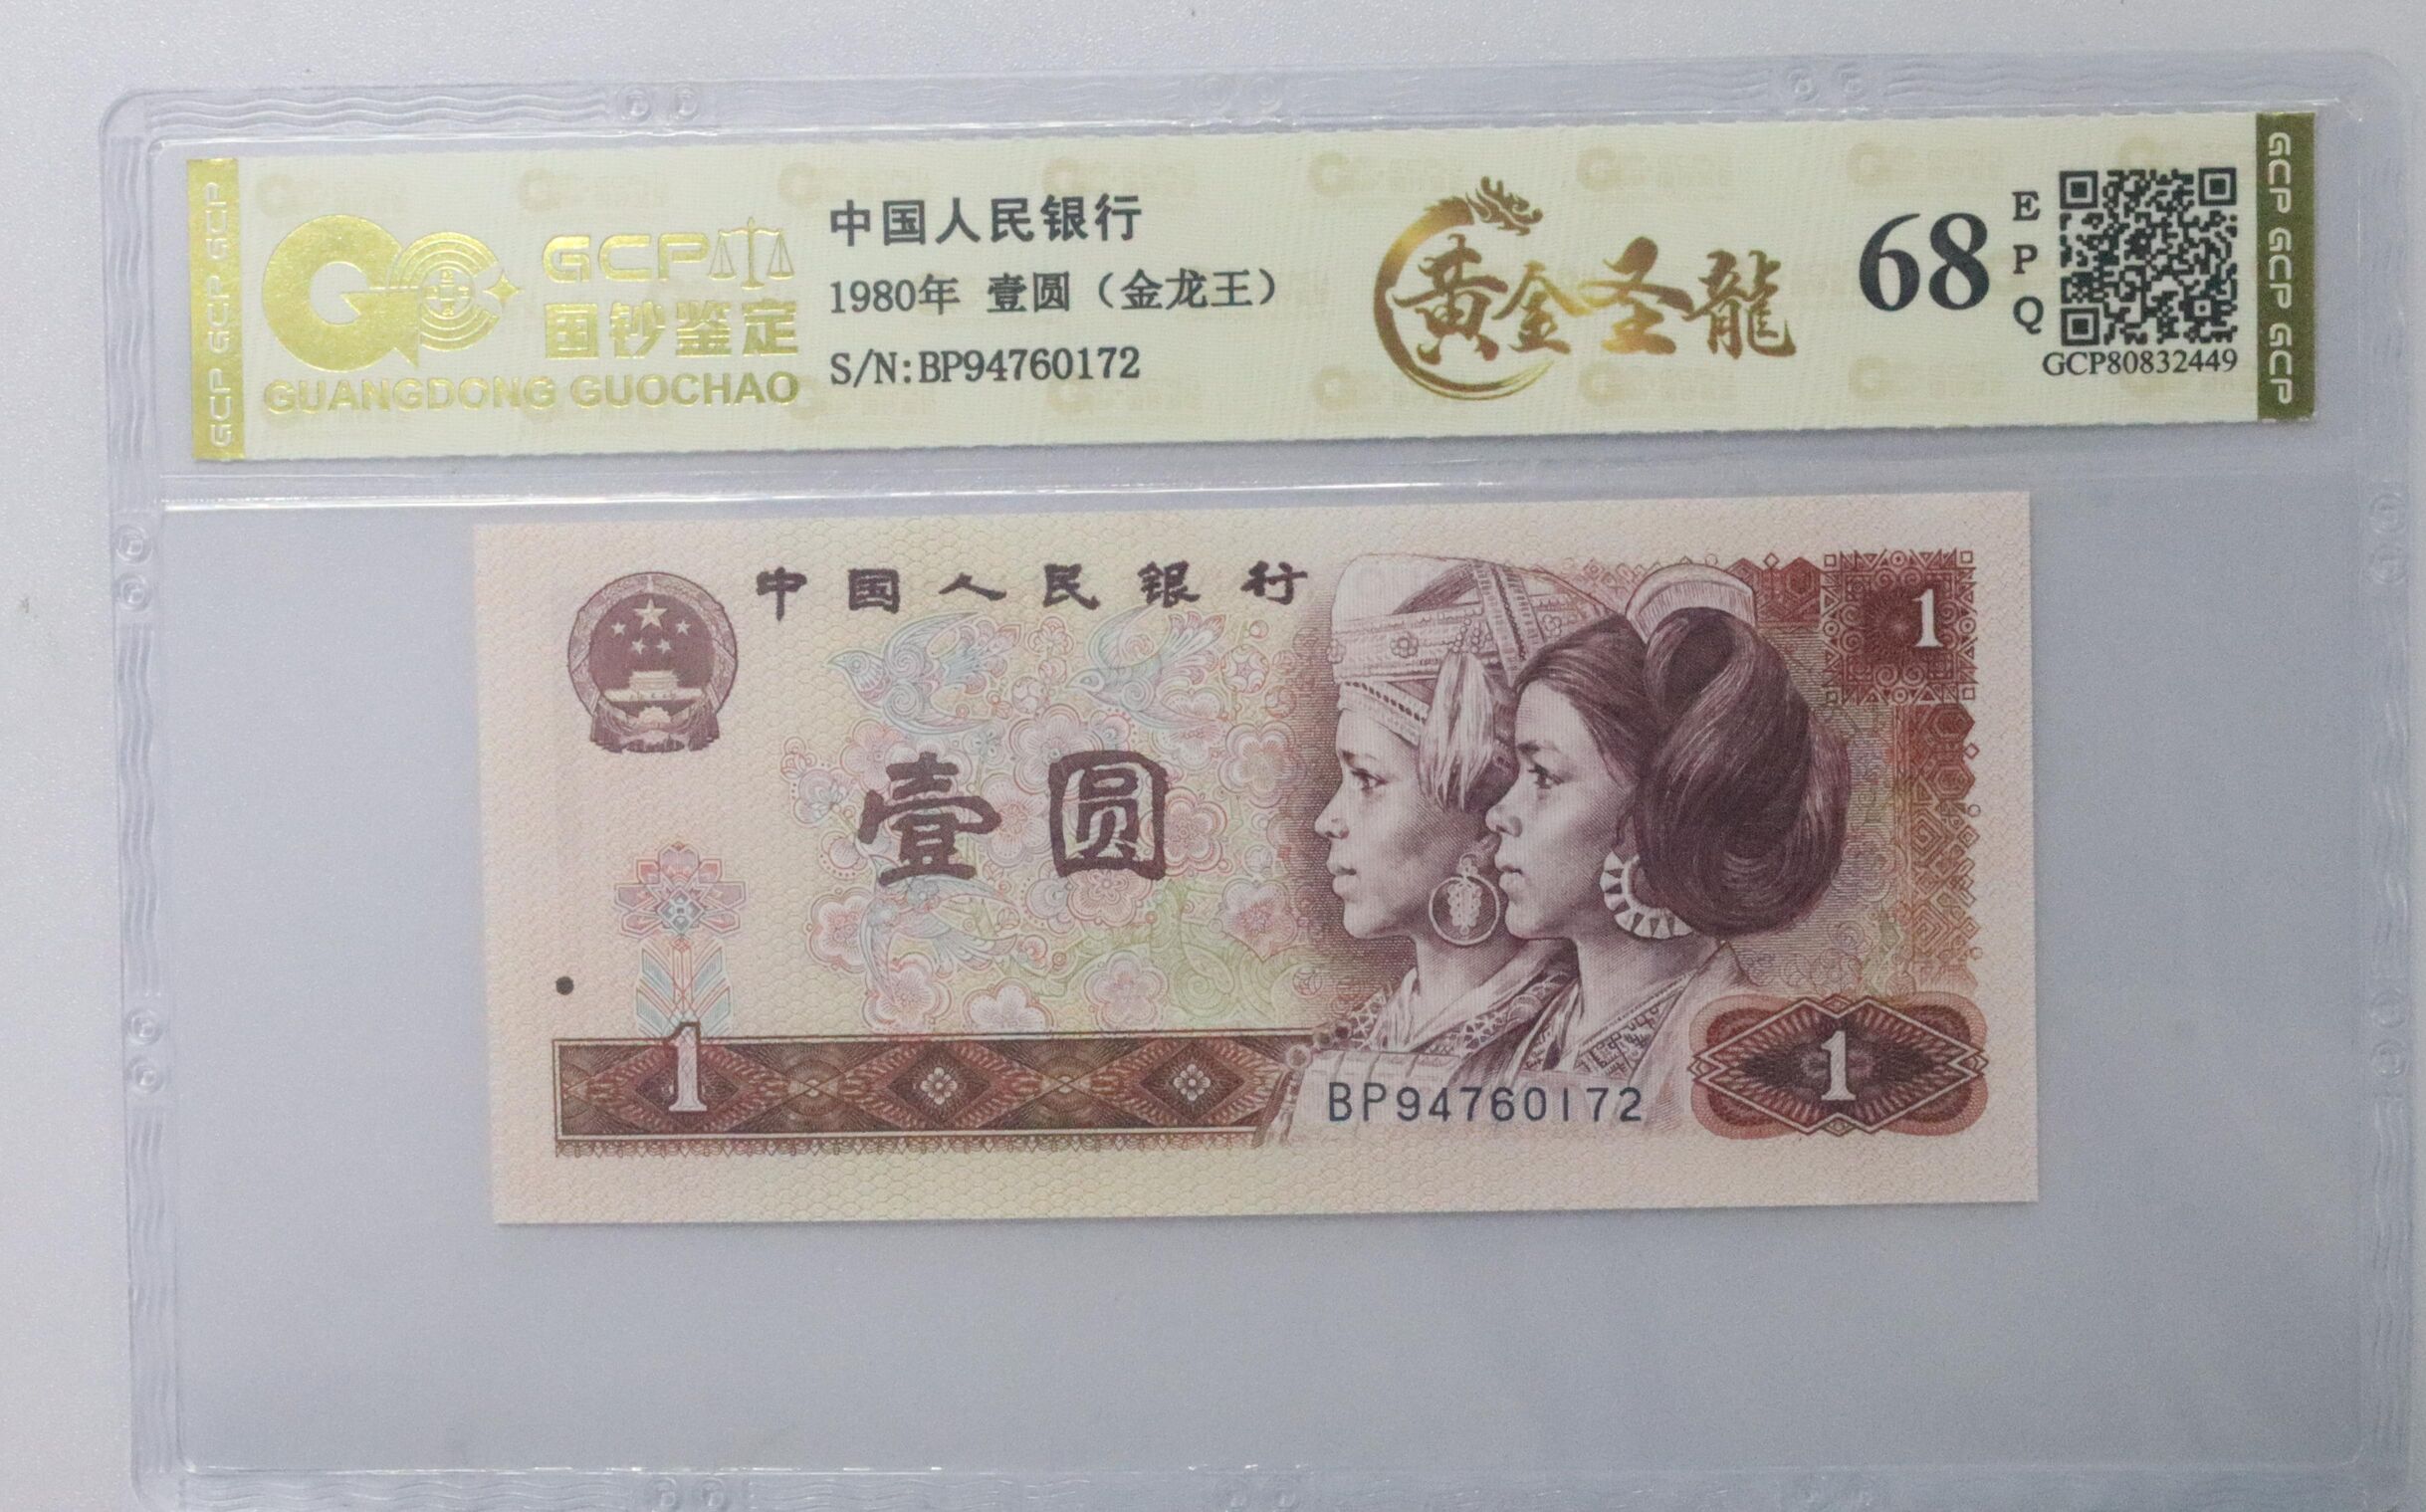 GCP GCP GCP
GCP
国钞鉴定
GUANGDONG GUOCHAO
中国人民银行
1980年 壹圆（金龙王）
S/N:BP94760172
黄金圣龍
68
EPQ
GCP80832449
GCP GCP GCP
中国人民银行
1
壹圆
1
BP94760172
1